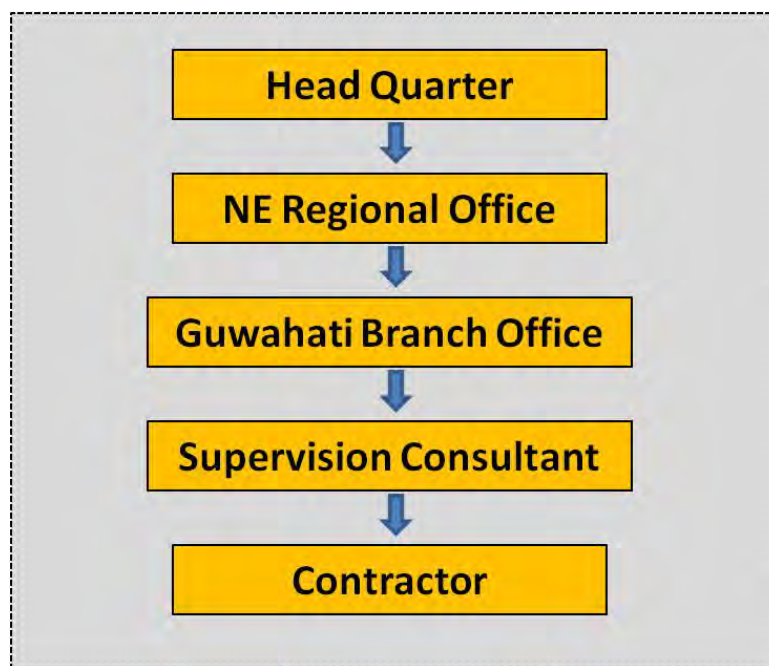 Head Quarter
NE Regional Office
Guwahati Branch Office
Supervision Consultant
Contractor